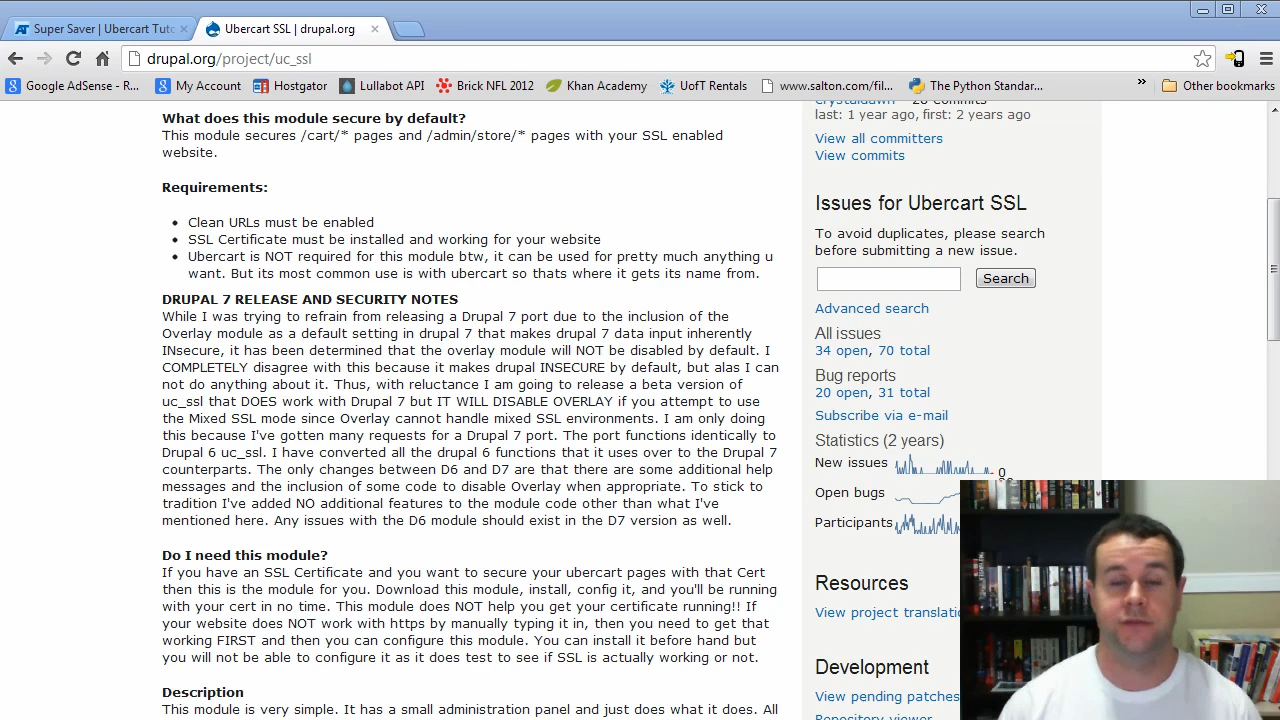 Super Saver | Ubercart Tuto
Ubercart SSL | drupal.org
drupal.org/project/uc_ssl
Google AdSense - R...
My Account
Hostgator
Lullabot API
Brick NFL 2012
Khan Academy
UofT Rentals
www.salton.com/fil...
The Python Standar...
»
Other bookmarks
What does this module secure by default?
This module secures /cart/* pages and /admin/store/* pages with your SSL enabled
website.
Requirements:
• Clean URLs must be enabled
• SSL Certificate must be installed and working for your website
• Ubercart is NOT required for this module btw, it can be used for pretty much anything u
want. But its most common use is with ubercart so thats where it gets its name from.
DRUPAL 7 RELEASE AND SECURITY NOTES
While I was trying to refrain from releasing a Drupal 7 port due to the inclusion of the
Overlay module as a default setting in drupal 7 that makes drupal 7 data input inherently
INsecure, it has been determined that the overlay module will NOT be disabled by default. I
COMPLETELY disagree with this because it makes drupal INSECURE by default, but alas I can
not do anything about it. Thus, with reluctance I am going to release a beta version of
uc_ssl that DOES work with Drupal 7 but IT WILL DISABLE OVERLAY if you attempt to use
the Mixed SSL mode since Overlay cannot handle mixed SSL environments. I am only doing
this because I've gotten many requests for a Drupal 7 port. The port functions identically to
Drupal 6 uc_ssl. I have converted all the drupal 6 functions that it uses over to the Drupal 7
counterparts. The only changes between D6 and D7 are that there are some additional help
messages and the inclusion of some code to disable Overlay when appropriate. To stick to
tradition I've added NO additional features to the module code other than what I've
mentioned here. Any issues with the D6 module should exist in the D7 version as well.
Do I need this module?
If you have an SSL Certificate and you want to secure your ubercart pages with that Cert
then this is the module for you. Download this module, install, config it, and you'll be running
with your cert in no time. This module does NOT help you get your certificate running!! If
your website does NOT work with https by manually typing it in, then you need to get that
working FIRST and then you can configure this module. You can install it before hand but
you will not be able to configure it as it does test to see if SSL is actually working or not.
Description
This module is very simple. It has a small administration panel and just does what it does. All
crystaldawn - 28 commits
last: 1 year ago, first: 2 years ago
View all committers
View commits
Issues for Ubercart SSL
To avoid duplicates, please search
before submitting a new issue.
Search
Advanced search
All issues
34 open, 70 total
Bug reports
20 open, 31 total
Subscribe via e-mail
Statistics (2 years)
New issues 0
Open bugs
Participants
Resources
View project translatio
Development
View pending patches
Repository viewer